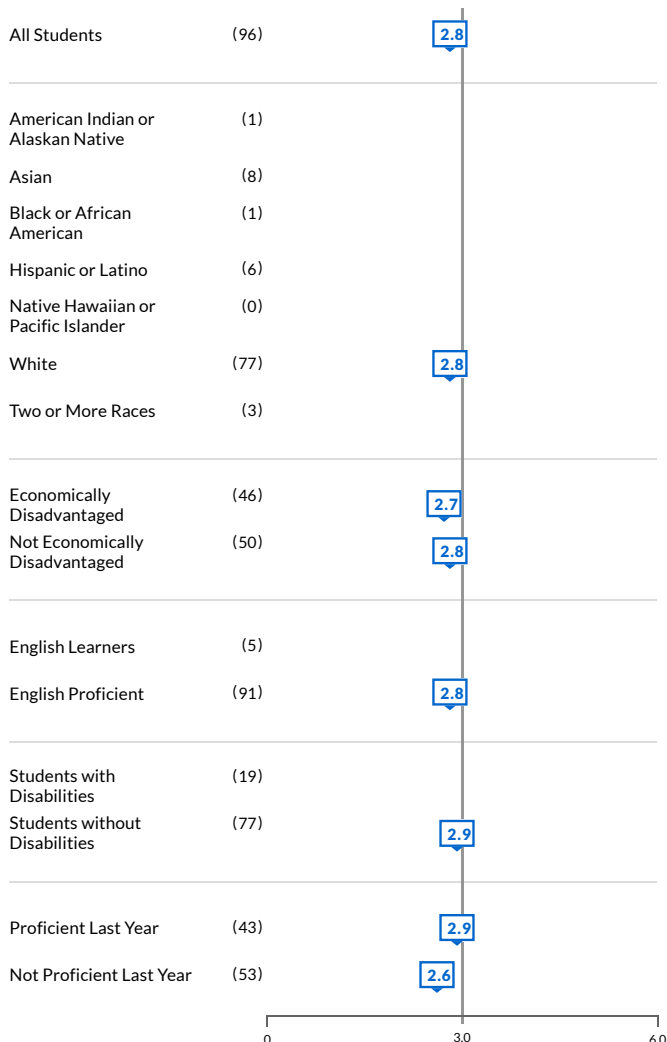 All Students (96) 2.8
American Indian or
Alaskan Native (1)
Asian (8)
Black or African
American (1)
Hispanic or Latino (6)
Native Hawaiian or
Pacific Islander (0)
White (77) 2.8
Two or More Races (3)
Economically
Disadvantaged (46) 2.7
Not Economically
Disadvantaged (50) 2.8
English Learners (5)
English Proficient (91) 2.8
Students with
Disabilities (19)
Students without
Disabilities (77) 2.9
Proficient Last Year (43) 2.9
Not Proficient Last Year (53) 2.6
0 3.0 6.0